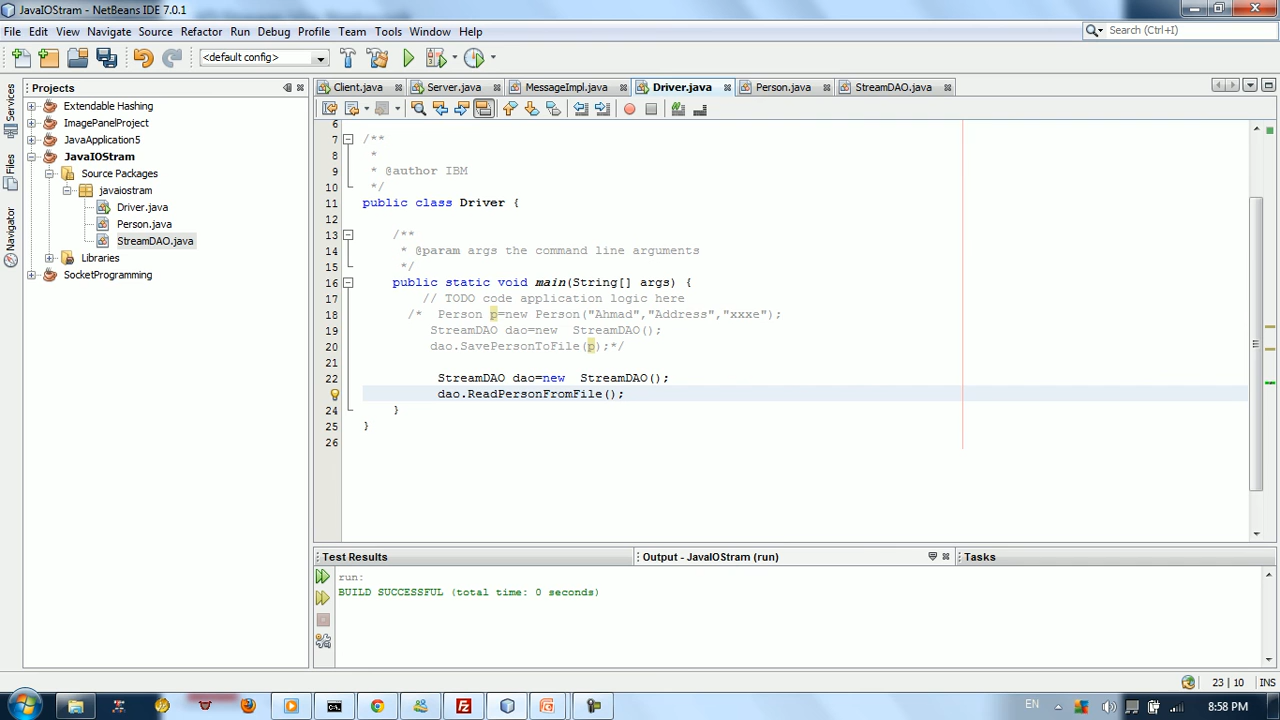 JavaIOStram - NetBeans IDE 7.0.1
File Edit View Navigate Source Refactor Run Debug Profile Team Tools Window Help
Search (Ctrl+I)
<default config>
Projects
Client.java Server.java MessageImpl.java Driver.java Person.java StreamDAO.java
Services
Files
Navigator
Extendable Hashing
ImagePanelProject
JavaApplication5
JavaIOStram
Source Packages
javaiostram
Driver.java
Person.java
StreamDAO.java
Libraries
SocketProgramming
6
7 /**
8 *
9 * @author IBM
10 */
11 public class Driver {
12
13 /**
14 * @param args the command line arguments
15 */
16 public static void main(String[] args) {
17 // TODO code application logic here
18 /* Person p=new Person("Ahmad","Address","xxxe");
19 StreamDAO dao=new StreamDAO();
20 dao.SavePersonToFile(p);*/
21
22 StreamDAO dao=new StreamDAO();
dao.ReadPersonFromFile();
24 }
25 }
26
Test Results Output - JavaIOStram (run) Tasks
run:
BUILD SUCCESSFUL (total time: 0 seconds)
23 | 10 INS
EN 8:58 PM